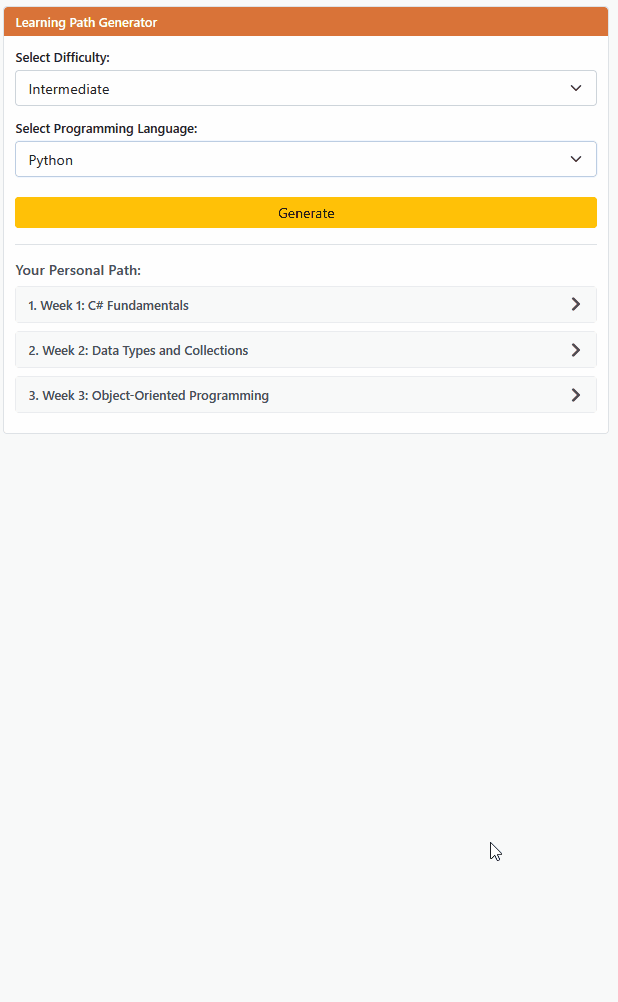 Learning Path Generator
Select Difficulty:
Intermediate
Select Programming Language:
Python
Generate
Your Personal Path:
1. Week 1: C# Fundamentals
2. Week 2: Data Types and Collections
3. Week 3: Object-Oriented Programming